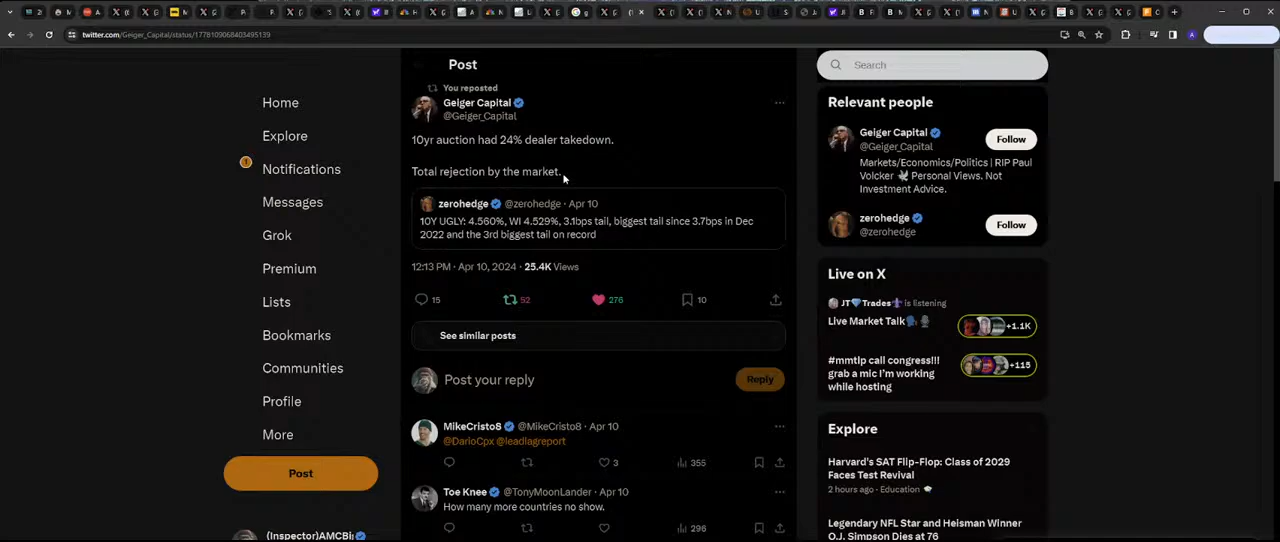 twitter.com/Geiger_Capital/status/1778109068403495139
Home
Explore
Notifications
Messages
Grok
Premium
Lists
Bookmarks
Communities
Profile
More
Post
(Inspector)AMCBi
Post
You reposted
Geiger Capital
@Geiger_Capital
10yr auction had 24% dealer takedown.
Total rejection by the market.
zerohedge @zerohedge · Apr 10
10Y UGLY: 4.560%, WI 4.529%, 3.1bps tail, biggest tail since 3.7bps in Dec
2022 and the 3rd biggest tail on record
12:13 PM · Apr 10, 2024 · 25.4K Views
15 52 276 10
See similar posts
Post your reply
Reply
MikeCristo8 @MikeCristo8 · Apr 10
@DarioCpx @leadlagreport
3 355
Toe Knee @TonyMoonLander · Apr 10
How many more countries no show.
296
Search
Relevant people
Geiger Capital
@Geiger_Capital
Follow
Markets/Economics/Politics | RIP Paul
Volcker 🕊 Personal Views. Not
Investment Advice.
zerohedge
@zerohedge
Follow
Live on X
JT💎Trades is listening
Live Market Talk
+1.1K
#mmtlp call congress!!!
grab a mic I'm working
while hosting
+115
Explore
Harvard's SAT Flip-Flop: Class of 2029
Faces Test Revival
2 hours ago · Education
Legendary NFL Star and Heisman Winner
O.J. Simpson Dies at 76